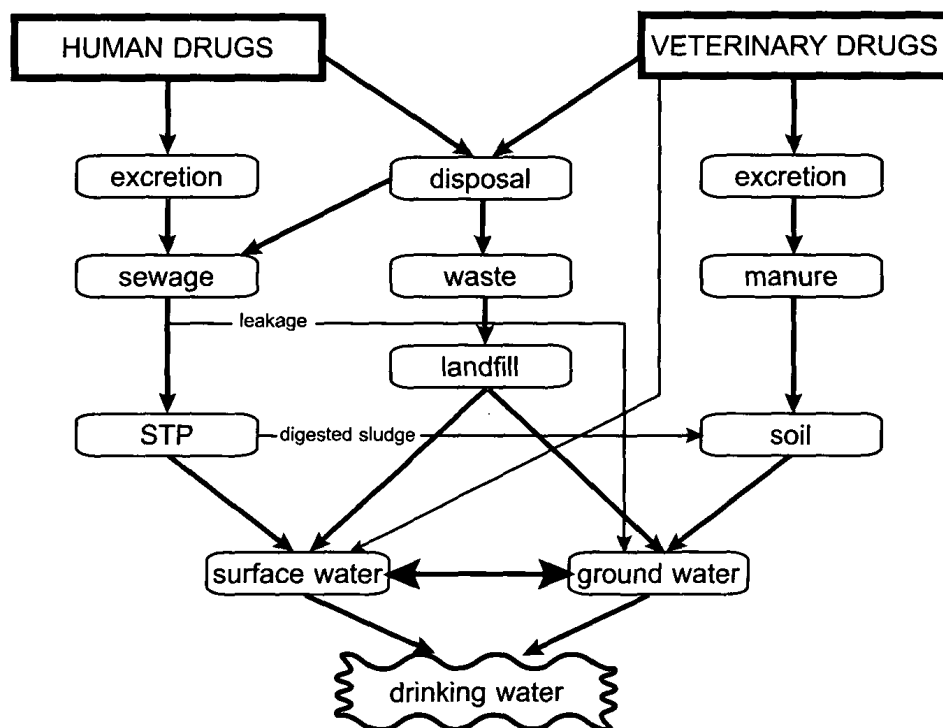 HUMAN DRUGS
VETERINARY DRUGS
excretion
disposal
excretion
sewage
waste
manure
leakage
landfill
STP
digested sludge
soil
surface water
ground water
drinking water